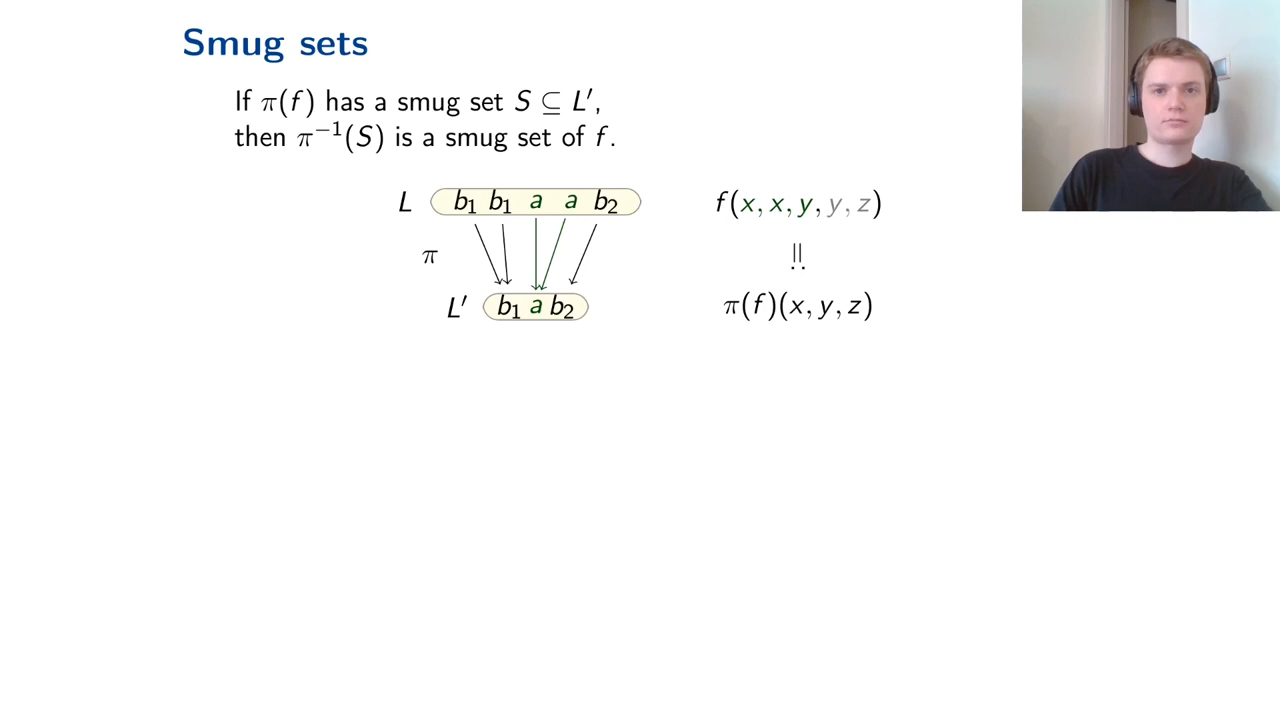 Smug sets
If π(f) has a smug set S ⊆ L′,
then π⁻¹(S) is a smug set of f.
L b₁ b₁ a a b₂ f(x, x, y, y, z)
π =:
L′ b₁ a b₂ π(f)(x, y, z)